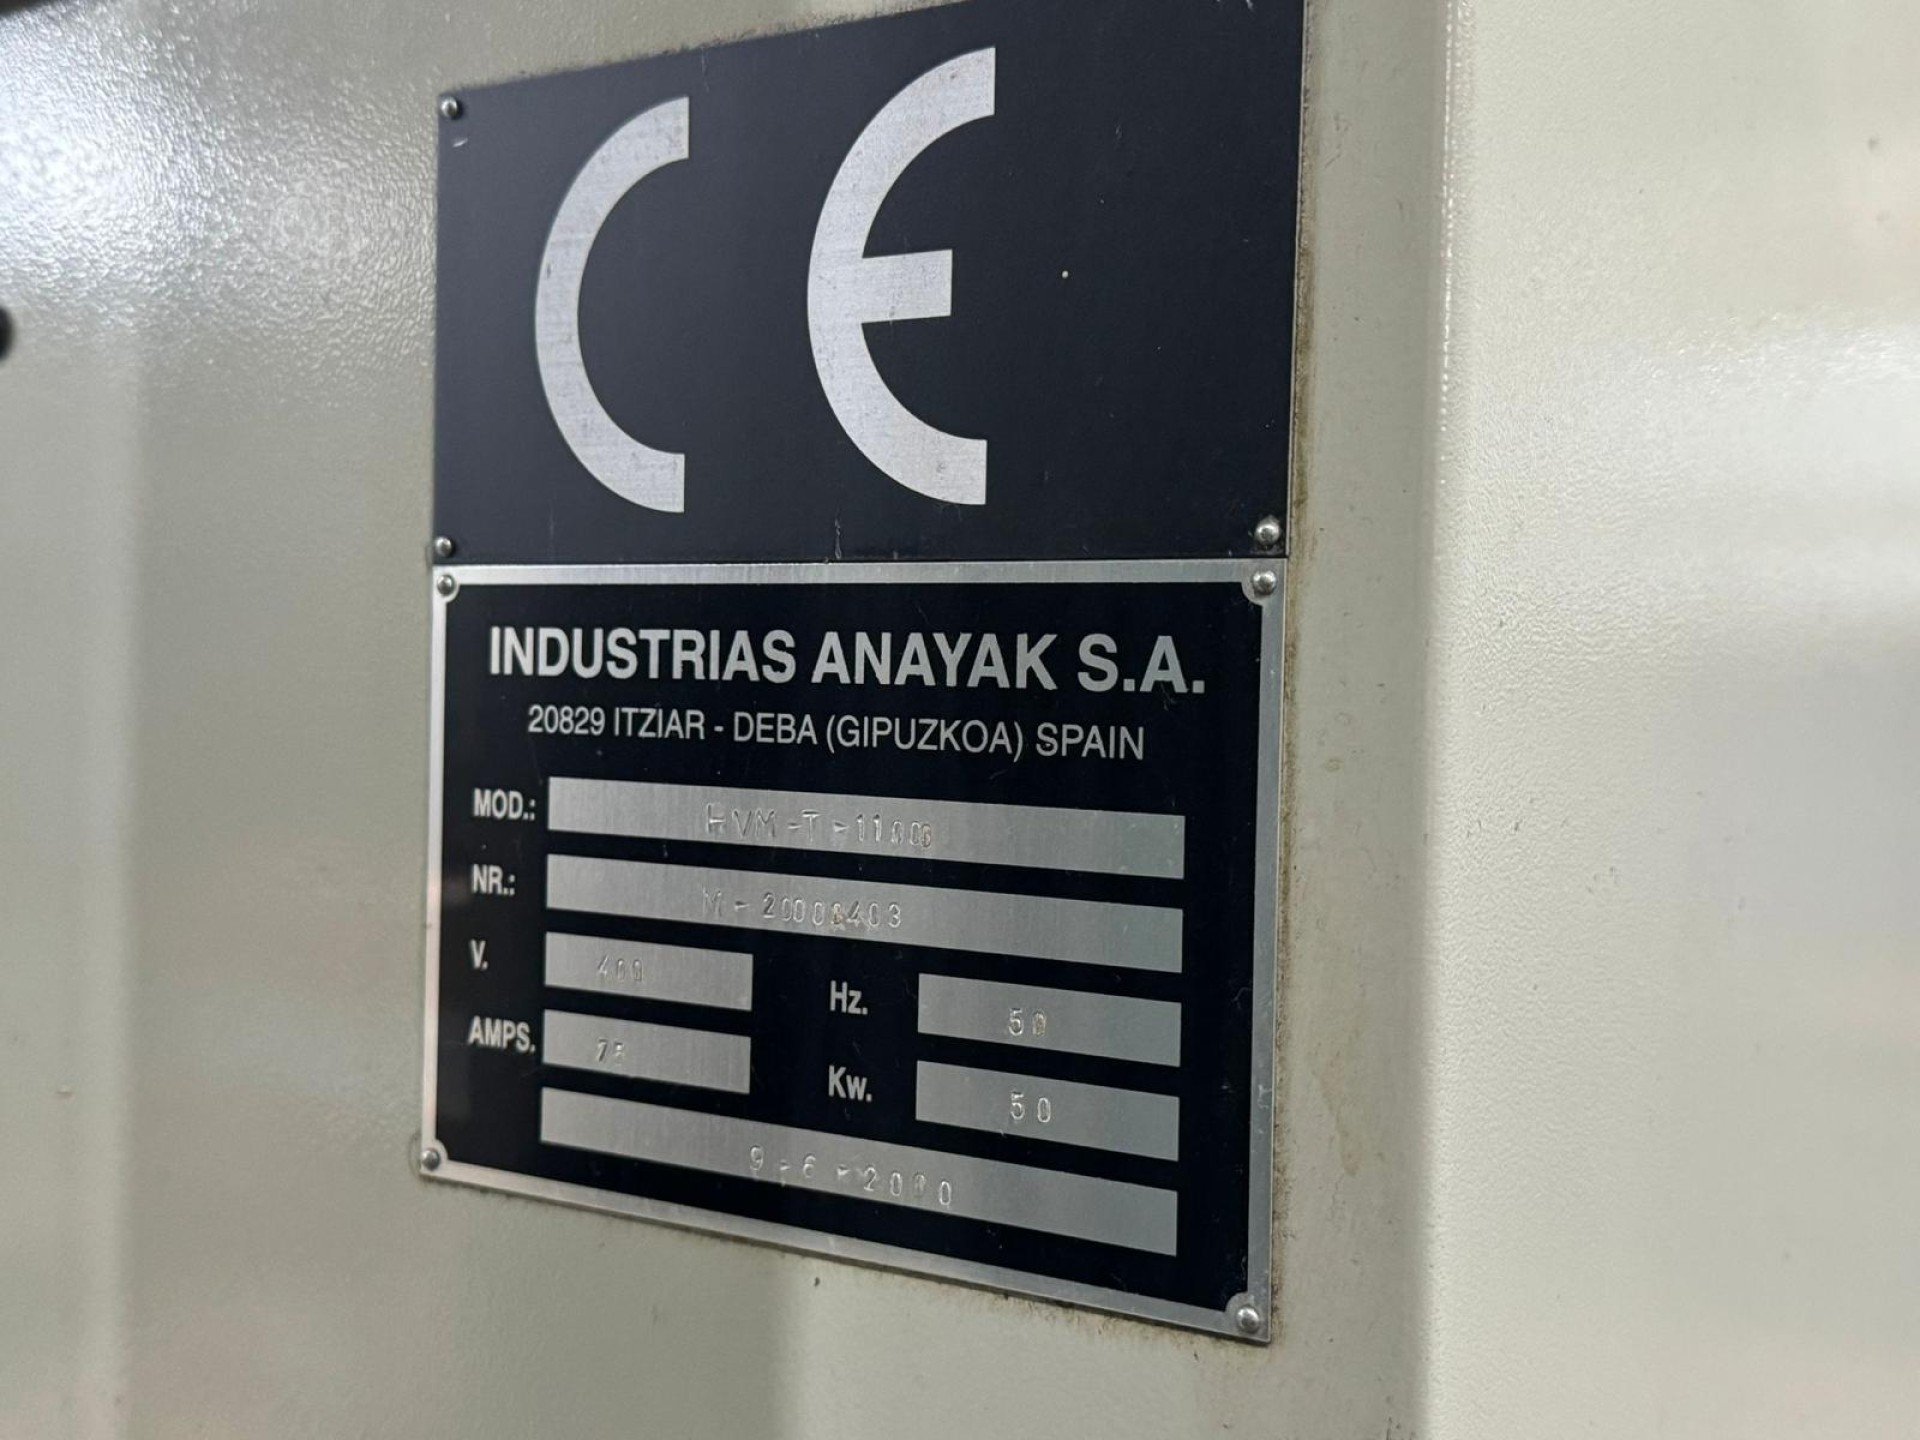 CE
INDUSTRIAS ANAYAK S.A.
20829 ITZIAR - DEBA (GIPUZKOA) SPAIN
MOD.: HVM-T-1100
NR.:
V. 400
Hz. 50
AMPS. 75
Kw. 50
9-6-2000